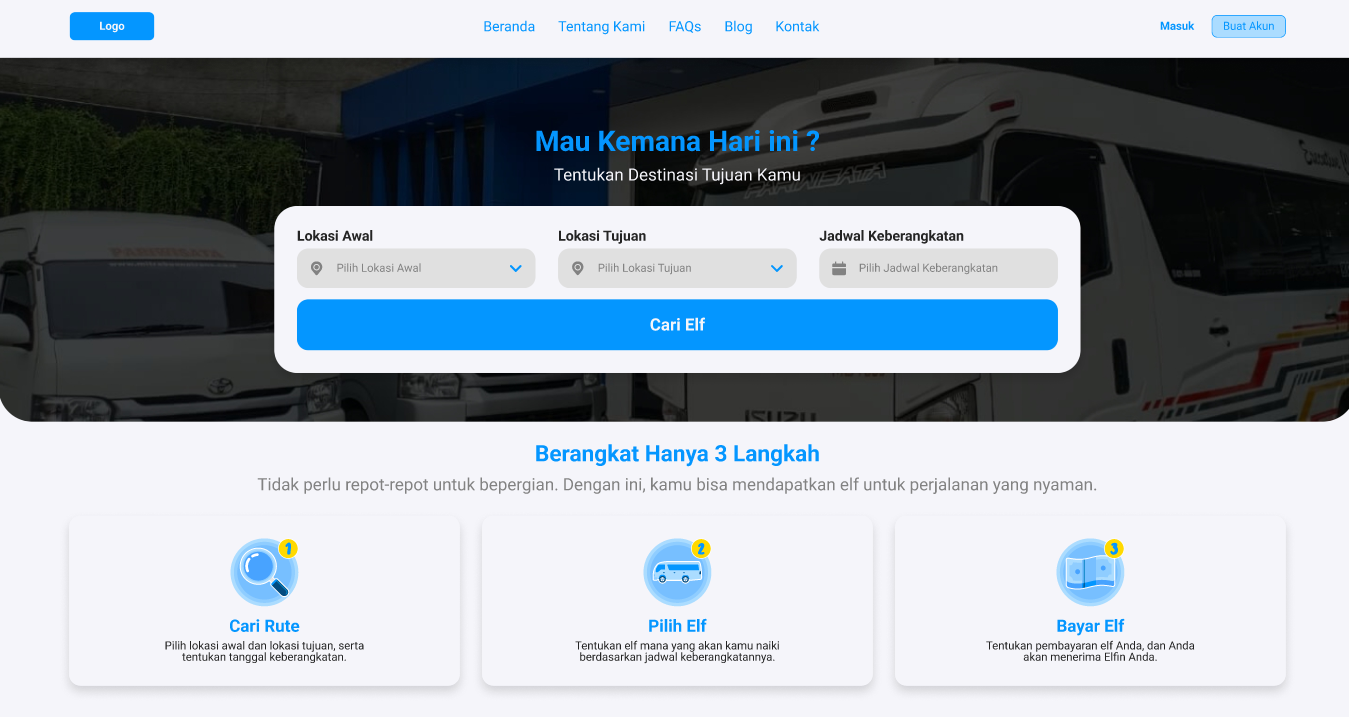 Logo
Beranda
Tentang Kami
FAQs
Blog
Kontak
Masuk
Buat Akun
Mau Kemana Hari ini ?
Tentukan Destinasi Tujuan Kamu
PARIWISATA
PARIWISATA
Lokasi Awal
Lokasi Tujuan
Jadwal Keberangkatan
Pilih Lokasi Awal
Pilih Lokasi Tujuan
Pilih Jadwal Keberangkatan
Cari Elf
ISUZU
Berangkat Hanya 3 Langkah
Tidak perlu repot-repot untuk bepergian. Dengan ini, kamu bisa mendapatkan elf untuk perjalanan yang nyaman.
1
Cari Rute
Pilih lokasi awal dan lokasi tujuan, serta
tentukan tanggal keberangkatan.
2
Pilih Elf
Tentukan elf mana yang akan kamu naiki
berdasarkan jadwal keberangkatannya.
3
Bayar Elf
Tentukan pembayaran elf Anda, dan Anda
akan menerima Elfin Anda.